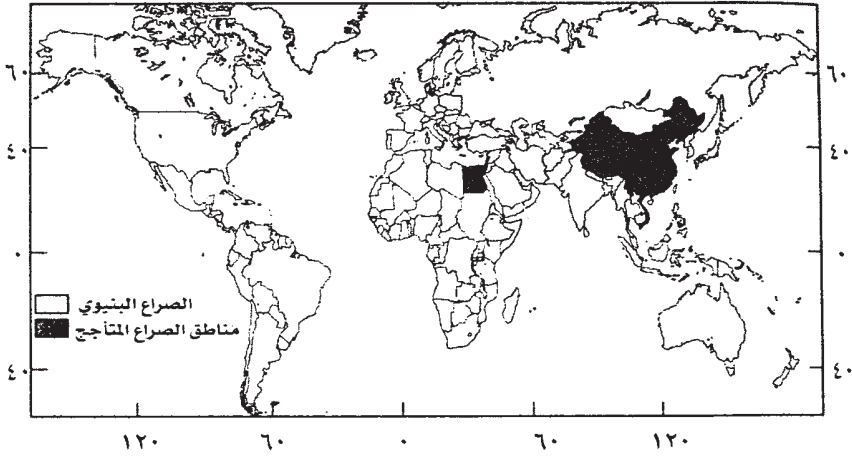 ٦٠ ٦٠
٤٠ ٤٠
٠ ٠
الصراع البنيوي
مناطق الصراع المتأجج
٤٠ ٤٠
١٢٠ ٦٠ ٠ ٦٠ ١٢٠